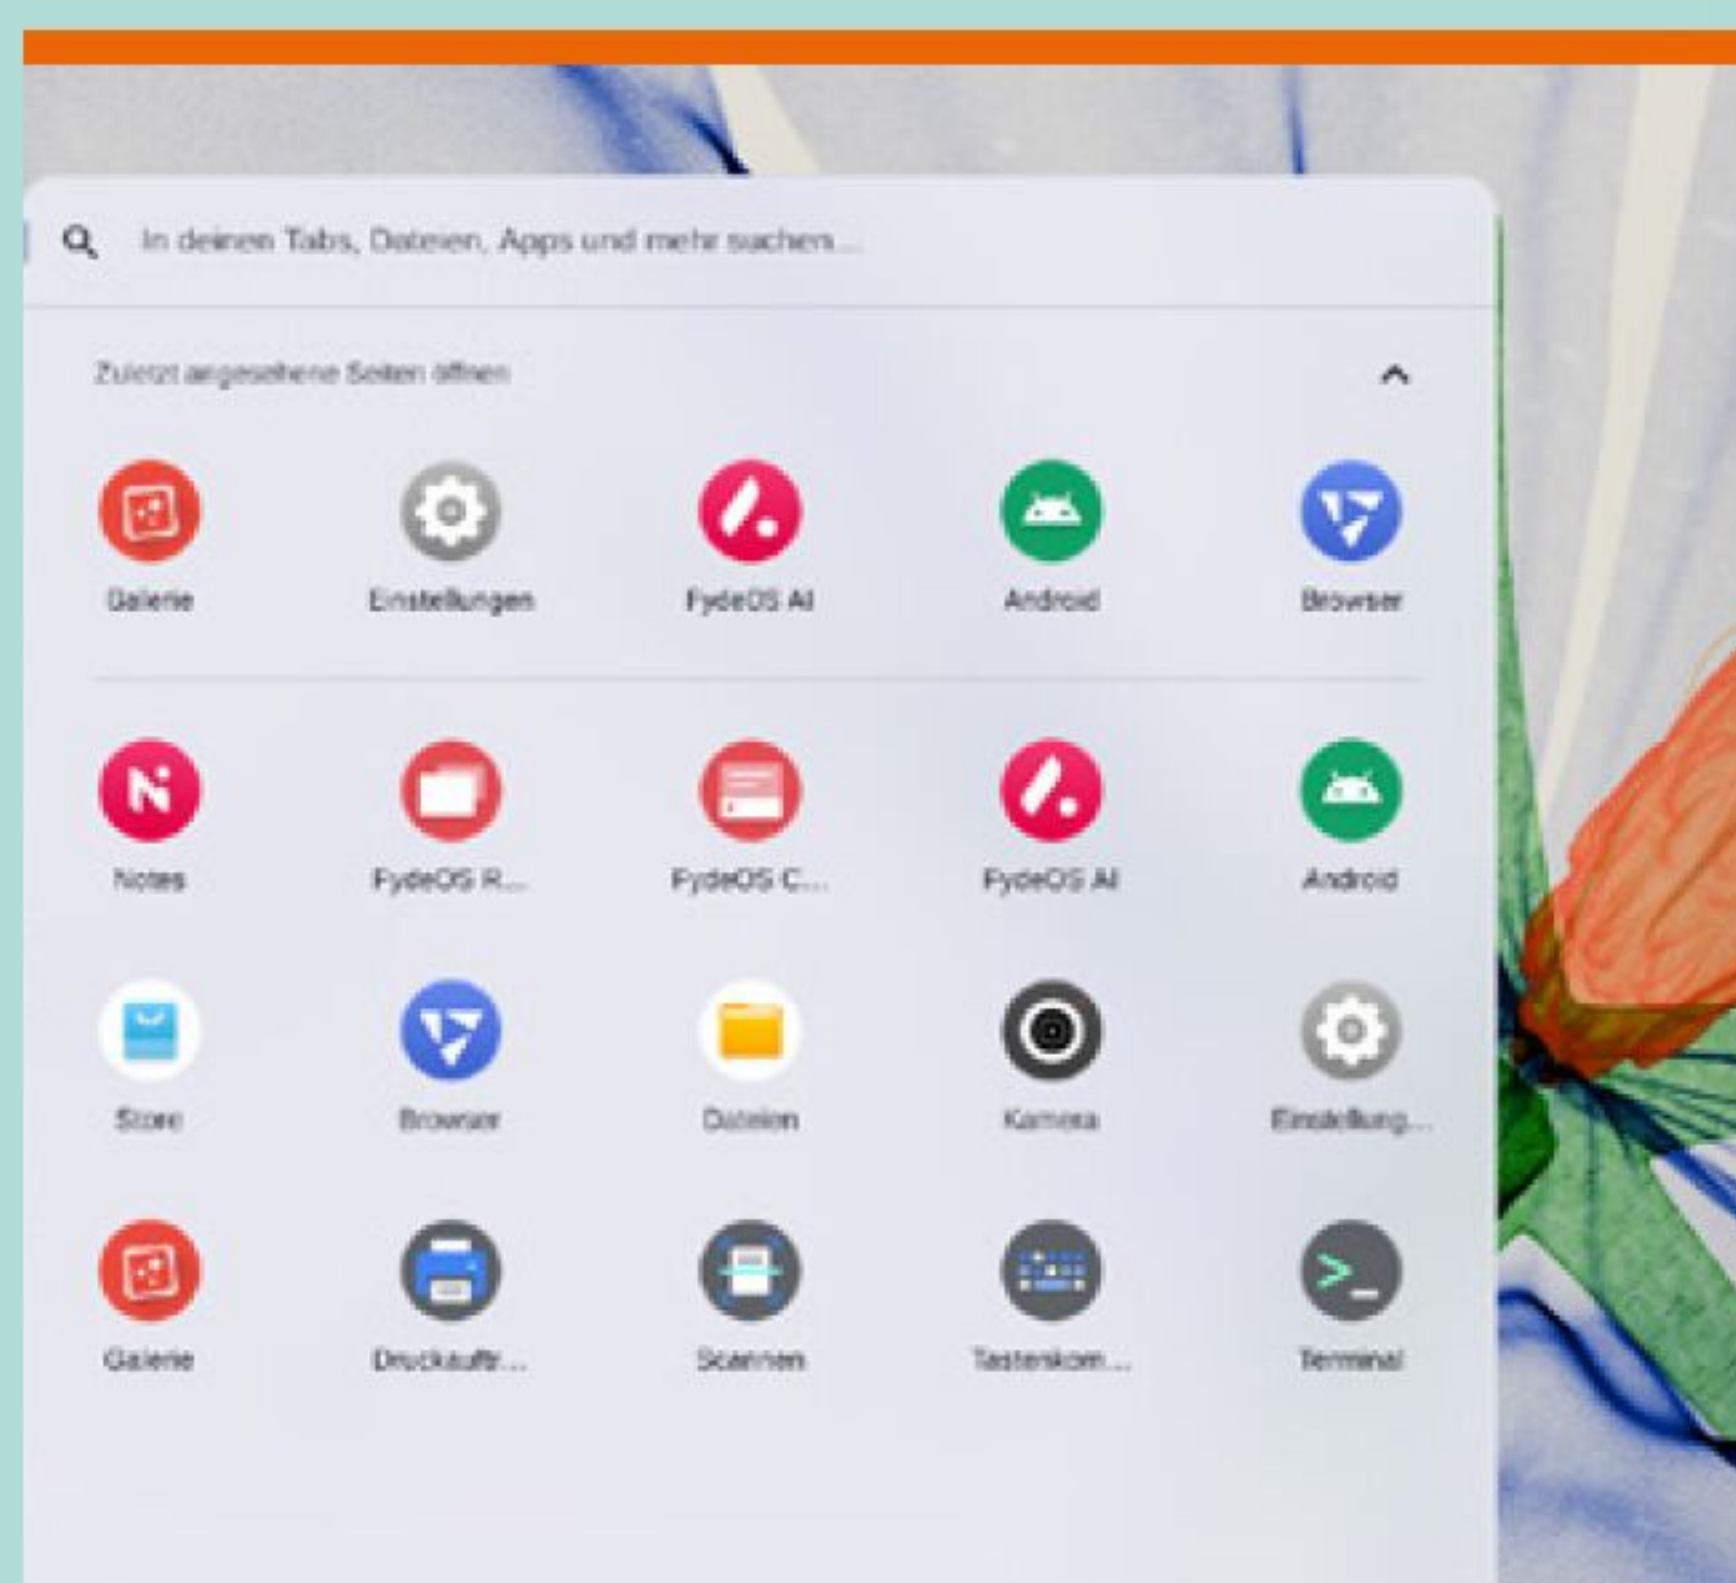 In deinen Tabs, Dateien, Apps und mehr suchen...
Zuletzt angesehene Seiten öffnen
Galerie Einstellungen FydeOS AI Android Browser
Notes FydeOS R... FydeOS C... FydeOS AI Android
Store Browser Dateien Kamera Einstellung...
Galerie Druckauftr... Scannen Tastenkom... Terminal